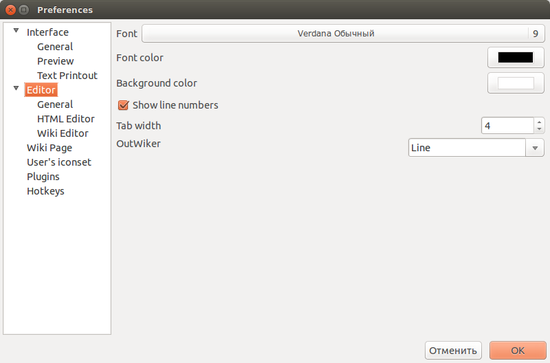 Preferences
Interface
General
Preview
Text Printout
Editor
General
HTML Editor
Wiki Editor
Wiki Page
User's iconset
Plugins
Hotkeys
Font Verdana Обычный 9
Font color
Background color
Show line numbers
Tab width 4
OutWiker Line
Отменить OK